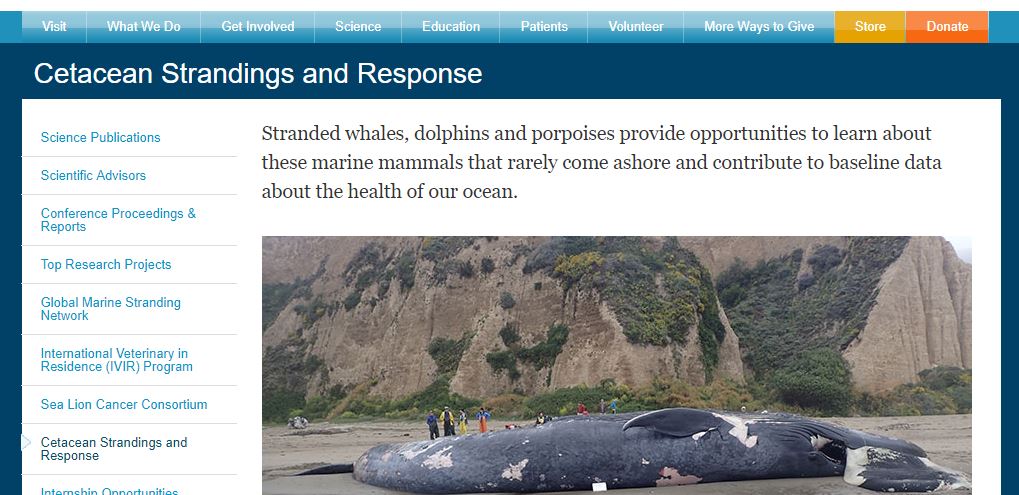 Visit What We Do Get Involved Science Education Patients Volunteer More Ways to Give Store Donate
Cetacean Strandings and Response
Science Publications
Scientific Advisors
Conference Proceedings &
Reports
Top Research Projects
Global Marine Stranding
Network
International Veterinary in
Residence (IVIR) Program
Sea Lion Cancer Consortium
Cetacean Strandings and
Response
Internship Opportunities
Stranded whales, dolphins and porpoises provide opportunities to learn about
these marine mammals that rarely come ashore and contribute to baseline data
about the health of our ocean.